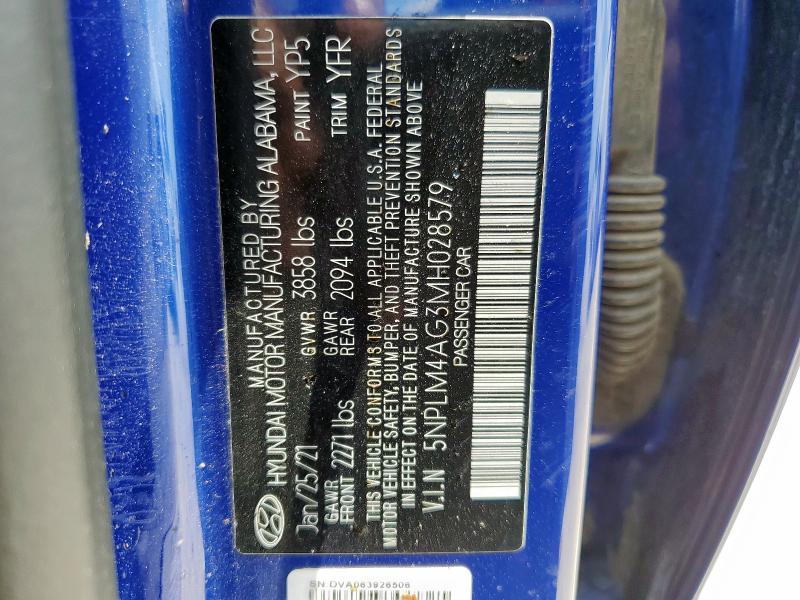 MANUFACTURED BY
HYUNDAI MOTOR MANUFACTURING ALABAMA, LLC
Jan/25/21 GVWR 3858 lbs PAINT YP5
GAWR FRONT 2271 lbs GAWR REAR 2094 lbs TRIM YFR
THIS VEHICLE CONFORMS TO ALL APPLICABLE U.S.A. FEDERAL
MOTOR VEHICLE SAFETY, BUMPER, AND THEFT PREVENTION STANDARDS
IN EFFECT ON THE DATE OF MANUFACTURE SHOWN ABOVE
V.I.N 5NPLM4AG3MH028579
PASSENGER CAR
SN:DVA063926506